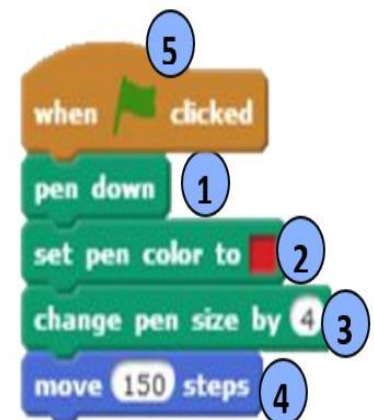 5
when clicked
pen down 1
set pen color to 2
change pen size by 4 3
move 150 steps 4